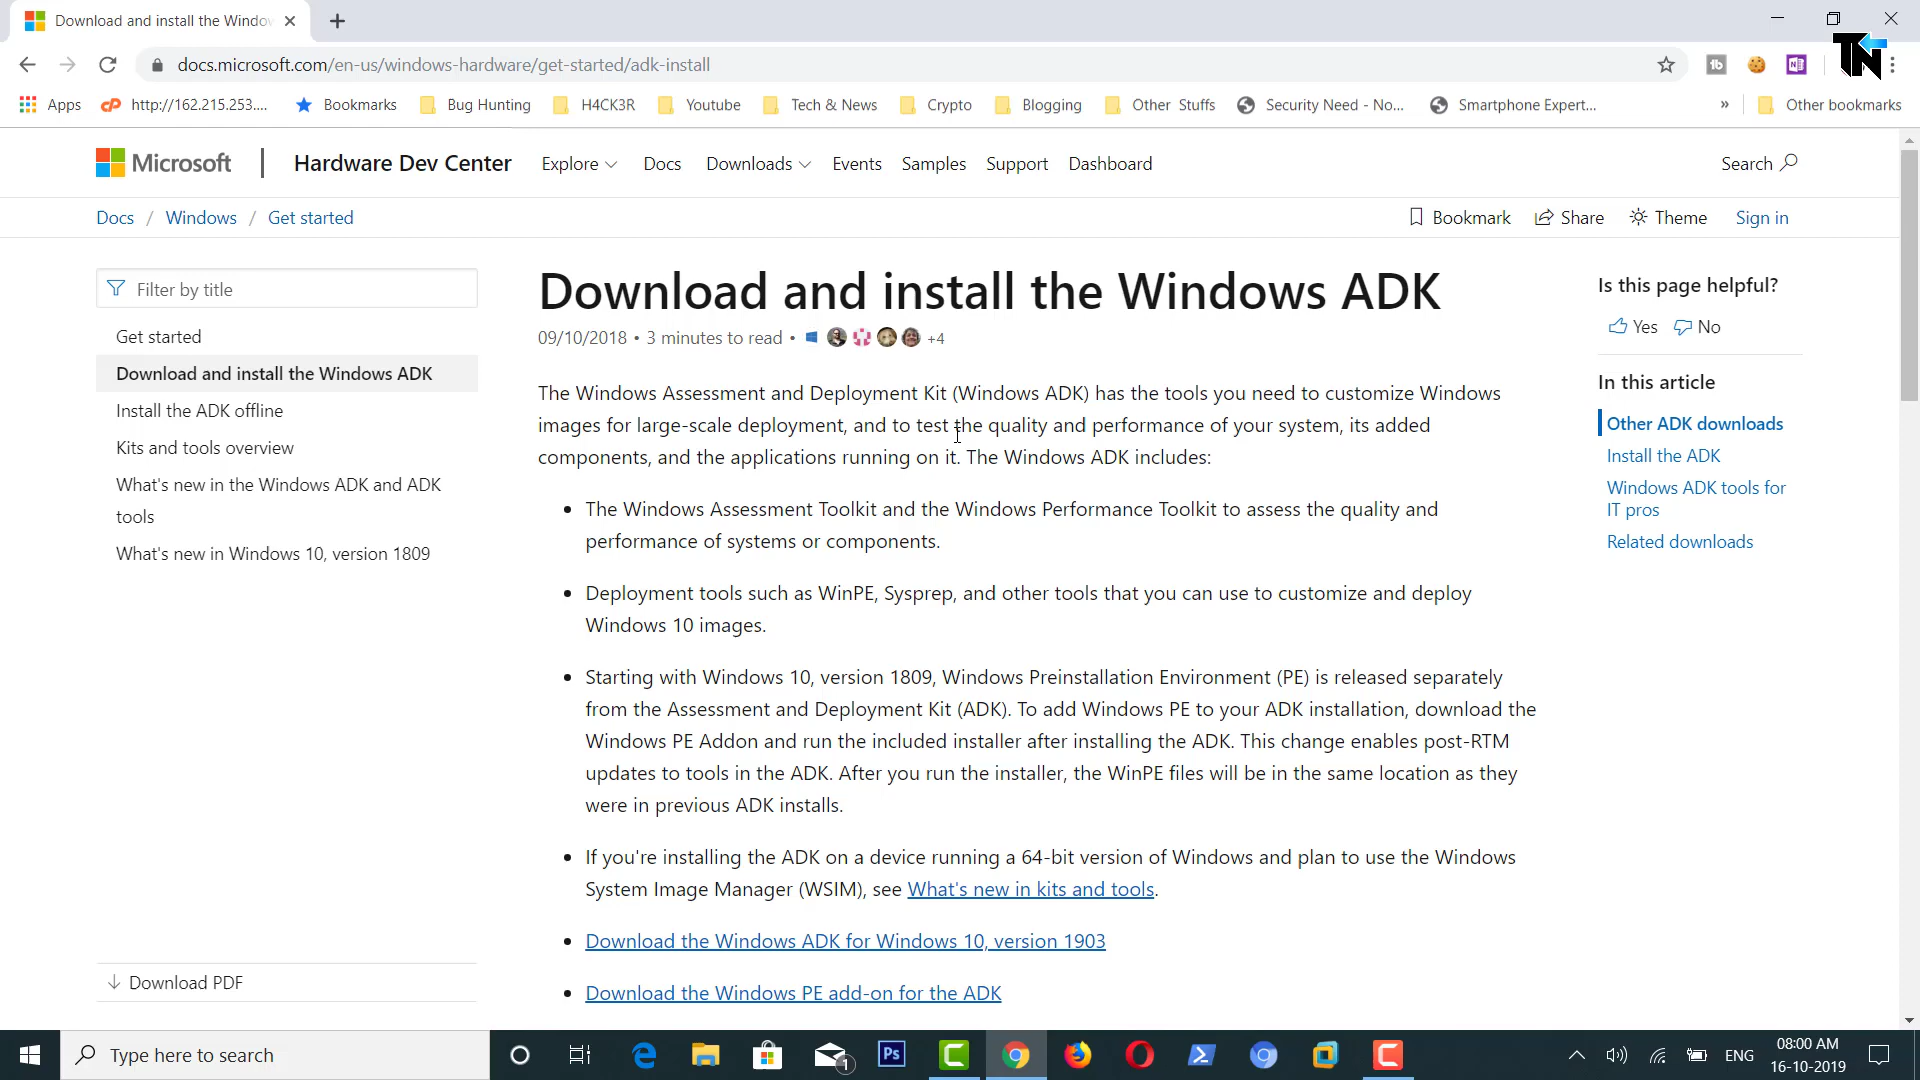 Download and install the Windo
docs.microsoft.com/en-us/windows-hardware/get-started/adk-install
Apps http://162.215.253.... Bookmarks Bug Hunting H4CK3R Youtube Tech & News Crypto Blogging Other Stuffs Security Need - No... Smartphone Expert... » Other bookmarks
TN
Microsoft Hardware Dev Center Explore Docs Downloads Events Samples Support Dashboard Search
Docs / Windows / Get started Bookmark Share Theme Sign in
Filter by title
Get started
Download and install the Windows ADK
Install the ADK offline
Kits and tools overview
What's new in the Windows ADK and ADK
tools
What's new in Windows 10, version 1809
Download PDF
Download and install the Windows ADK
09/10/2018 • 3 minutes to read • +4
The Windows Assessment and Deployment Kit (Windows ADK) has the tools you need to customize Windows
images for large-scale deployment, and to test the quality and performance of your system, its added
components, and the applications running on it. The Windows ADK includes:
• The Windows Assessment Toolkit and the Windows Performance Toolkit to assess the quality and
performance of systems or components.
• Deployment tools such as WinPE, Sysprep, and other tools that you can use to customize and deploy
Windows 10 images.
• Starting with Windows 10, version 1809, Windows Preinstallation Environment (PE) is released separately
from the Assessment and Deployment Kit (ADK). To add Windows PE to your ADK installation, download the
Windows PE Addon and run the included installer after installing the ADK. This change enables post-RTM
updates to tools in the ADK. After you run the installer, the WinPE files will be in the same location as they
were in previous ADK installs.
• If you're installing the ADK on a device running a 64-bit version of Windows and plan to use the Windows
System Image Manager (WSIM), see What's new in kits and tools.
• Download the Windows ADK for Windows 10, version 1903
• Download the Windows PE add-on for the ADK
Is this page helpful?
Yes No
In this article
Other ADK downloads
Install the ADK
Windows ADK tools for
IT pros
Related downloads
Type here to search
1
Ps
ENG
08:00 AM
16-10-2019